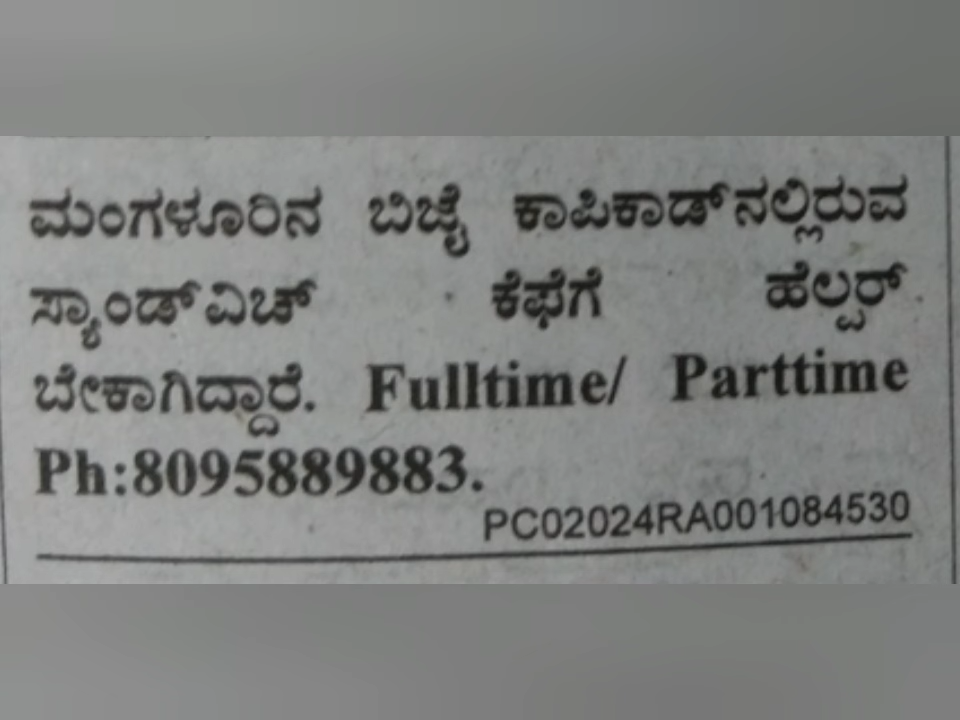 ಮಂಗಳೂರಿನ ಬಿಜೈ ಕಾಪಿಕಾಡ್‌ನಲ್ಲಿರುವ
ಸ್ಯಾಂಡ್‌ವಿಚ್ ಕೆಫೆಗೆ ಹೆಲ್ಪರ್
ಬೇಕಾಗಿದ್ದಾರೆ. Fulltime/ Parttime
Ph:8095889883.
PC02024RA001084530